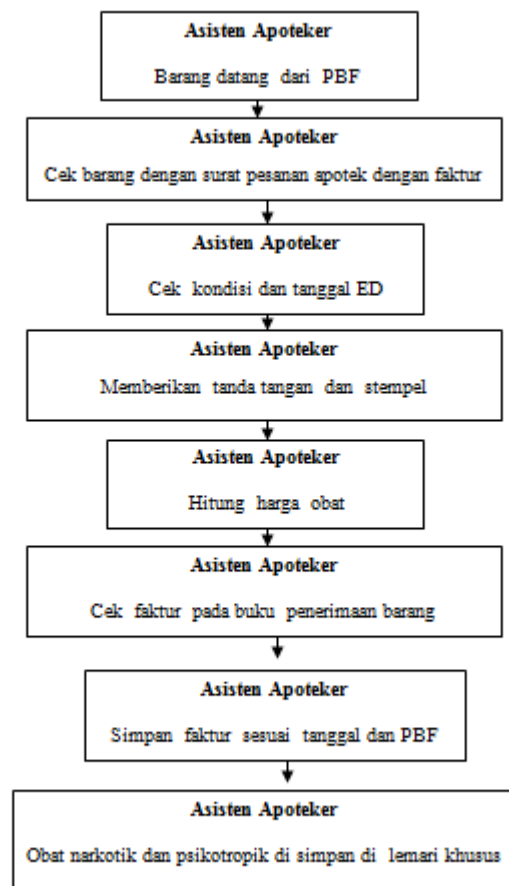 Asisten Apoteker
Barang datang dari PBF
Asisten Apoteker
Cek barang dengan surat pesanan apotek dengan faktur
Asisten Apoteker
Cek kondisi dan tanggal ED
Asisten Apoteker
Memberikan tanda tangan dan stempel
Asisten Apoteker
Hitung harga obat
Asisten Apoteker
Cek faktur pada buku penerimaan barang
Asisten Apoteker
Simpan faktur sesuai tanggal dan PBF
Asisten Apoteker
Obat narkotik dan psikotropik di simpan di lemari khusus